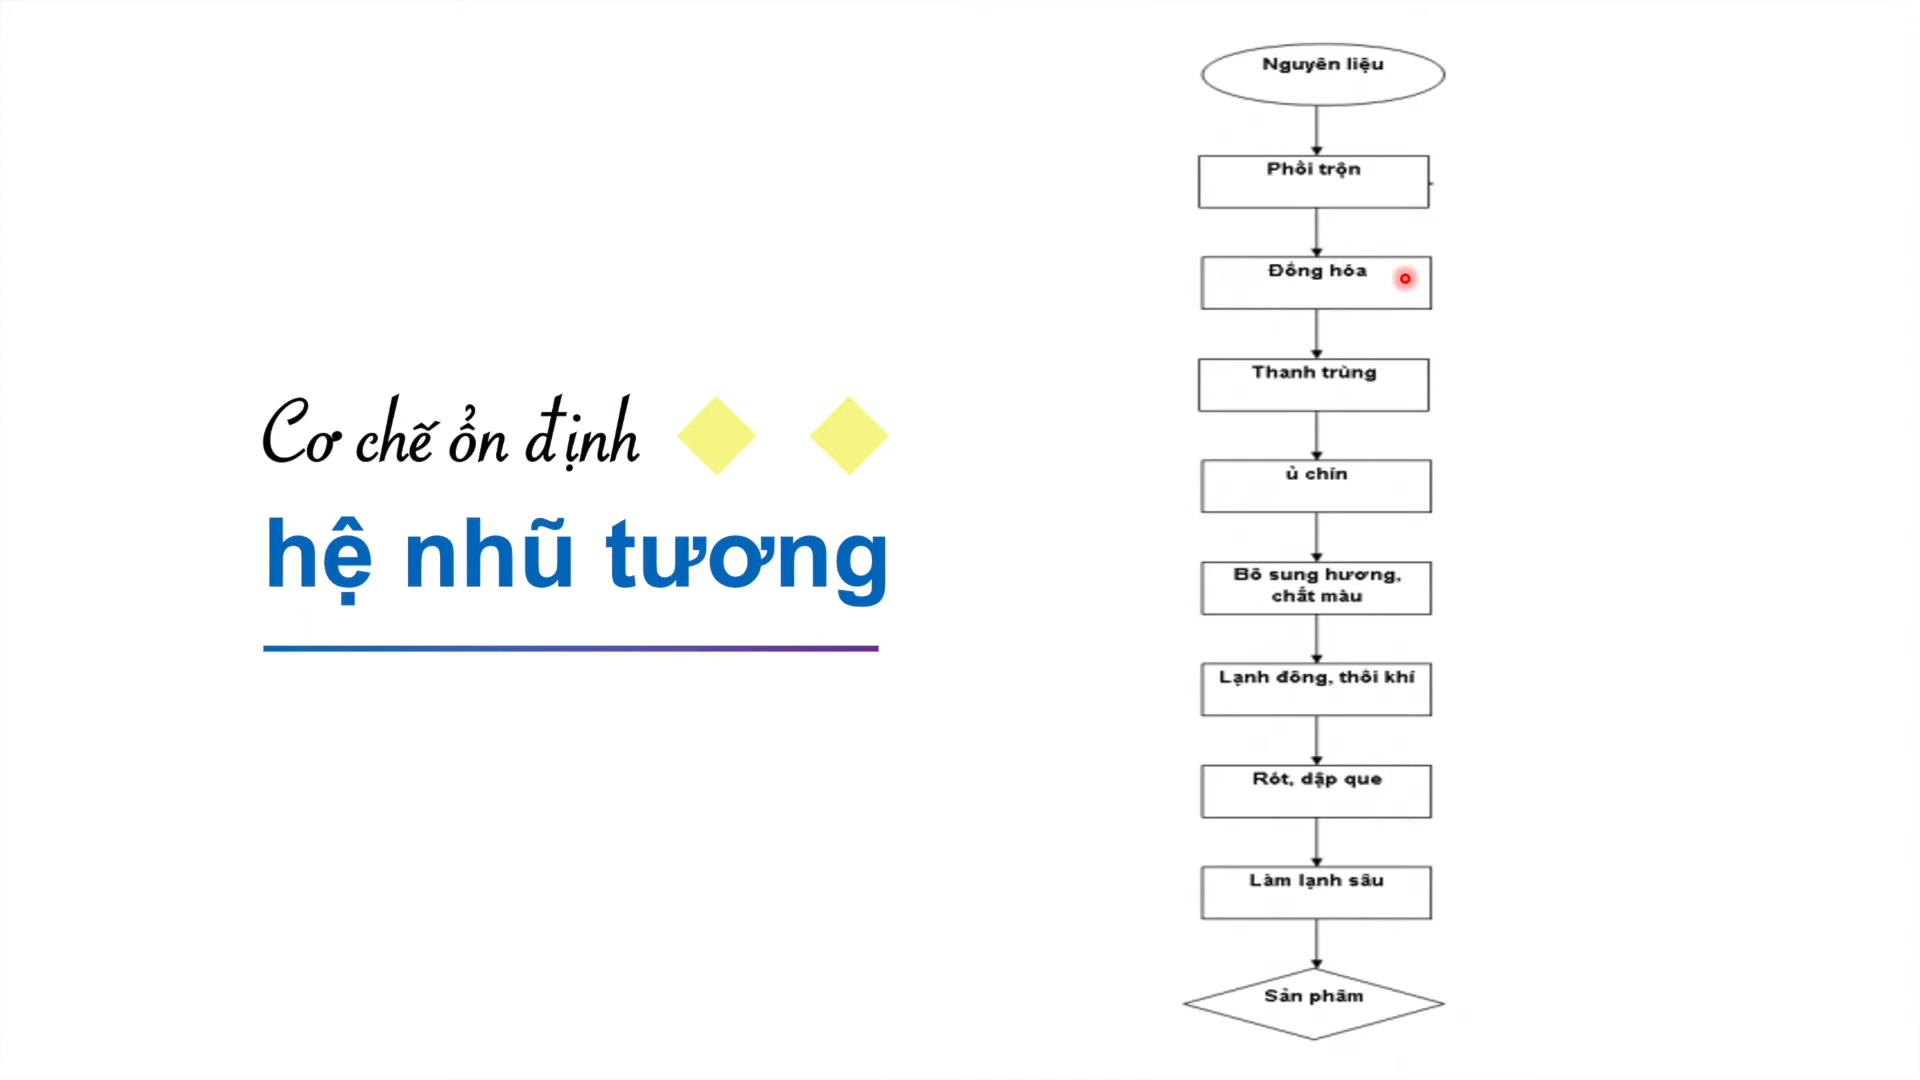 Cơ chế ổn định
hệ nhũ tương
Nguyên liệu
Phối trộn
Đồng hóa
Thanh trùng
ủ chín
Bổ sung hương,
chất màu
Lạnh đông, thổi khí
Rót, dập que
Làm lạnh sâu
Sản phẩm